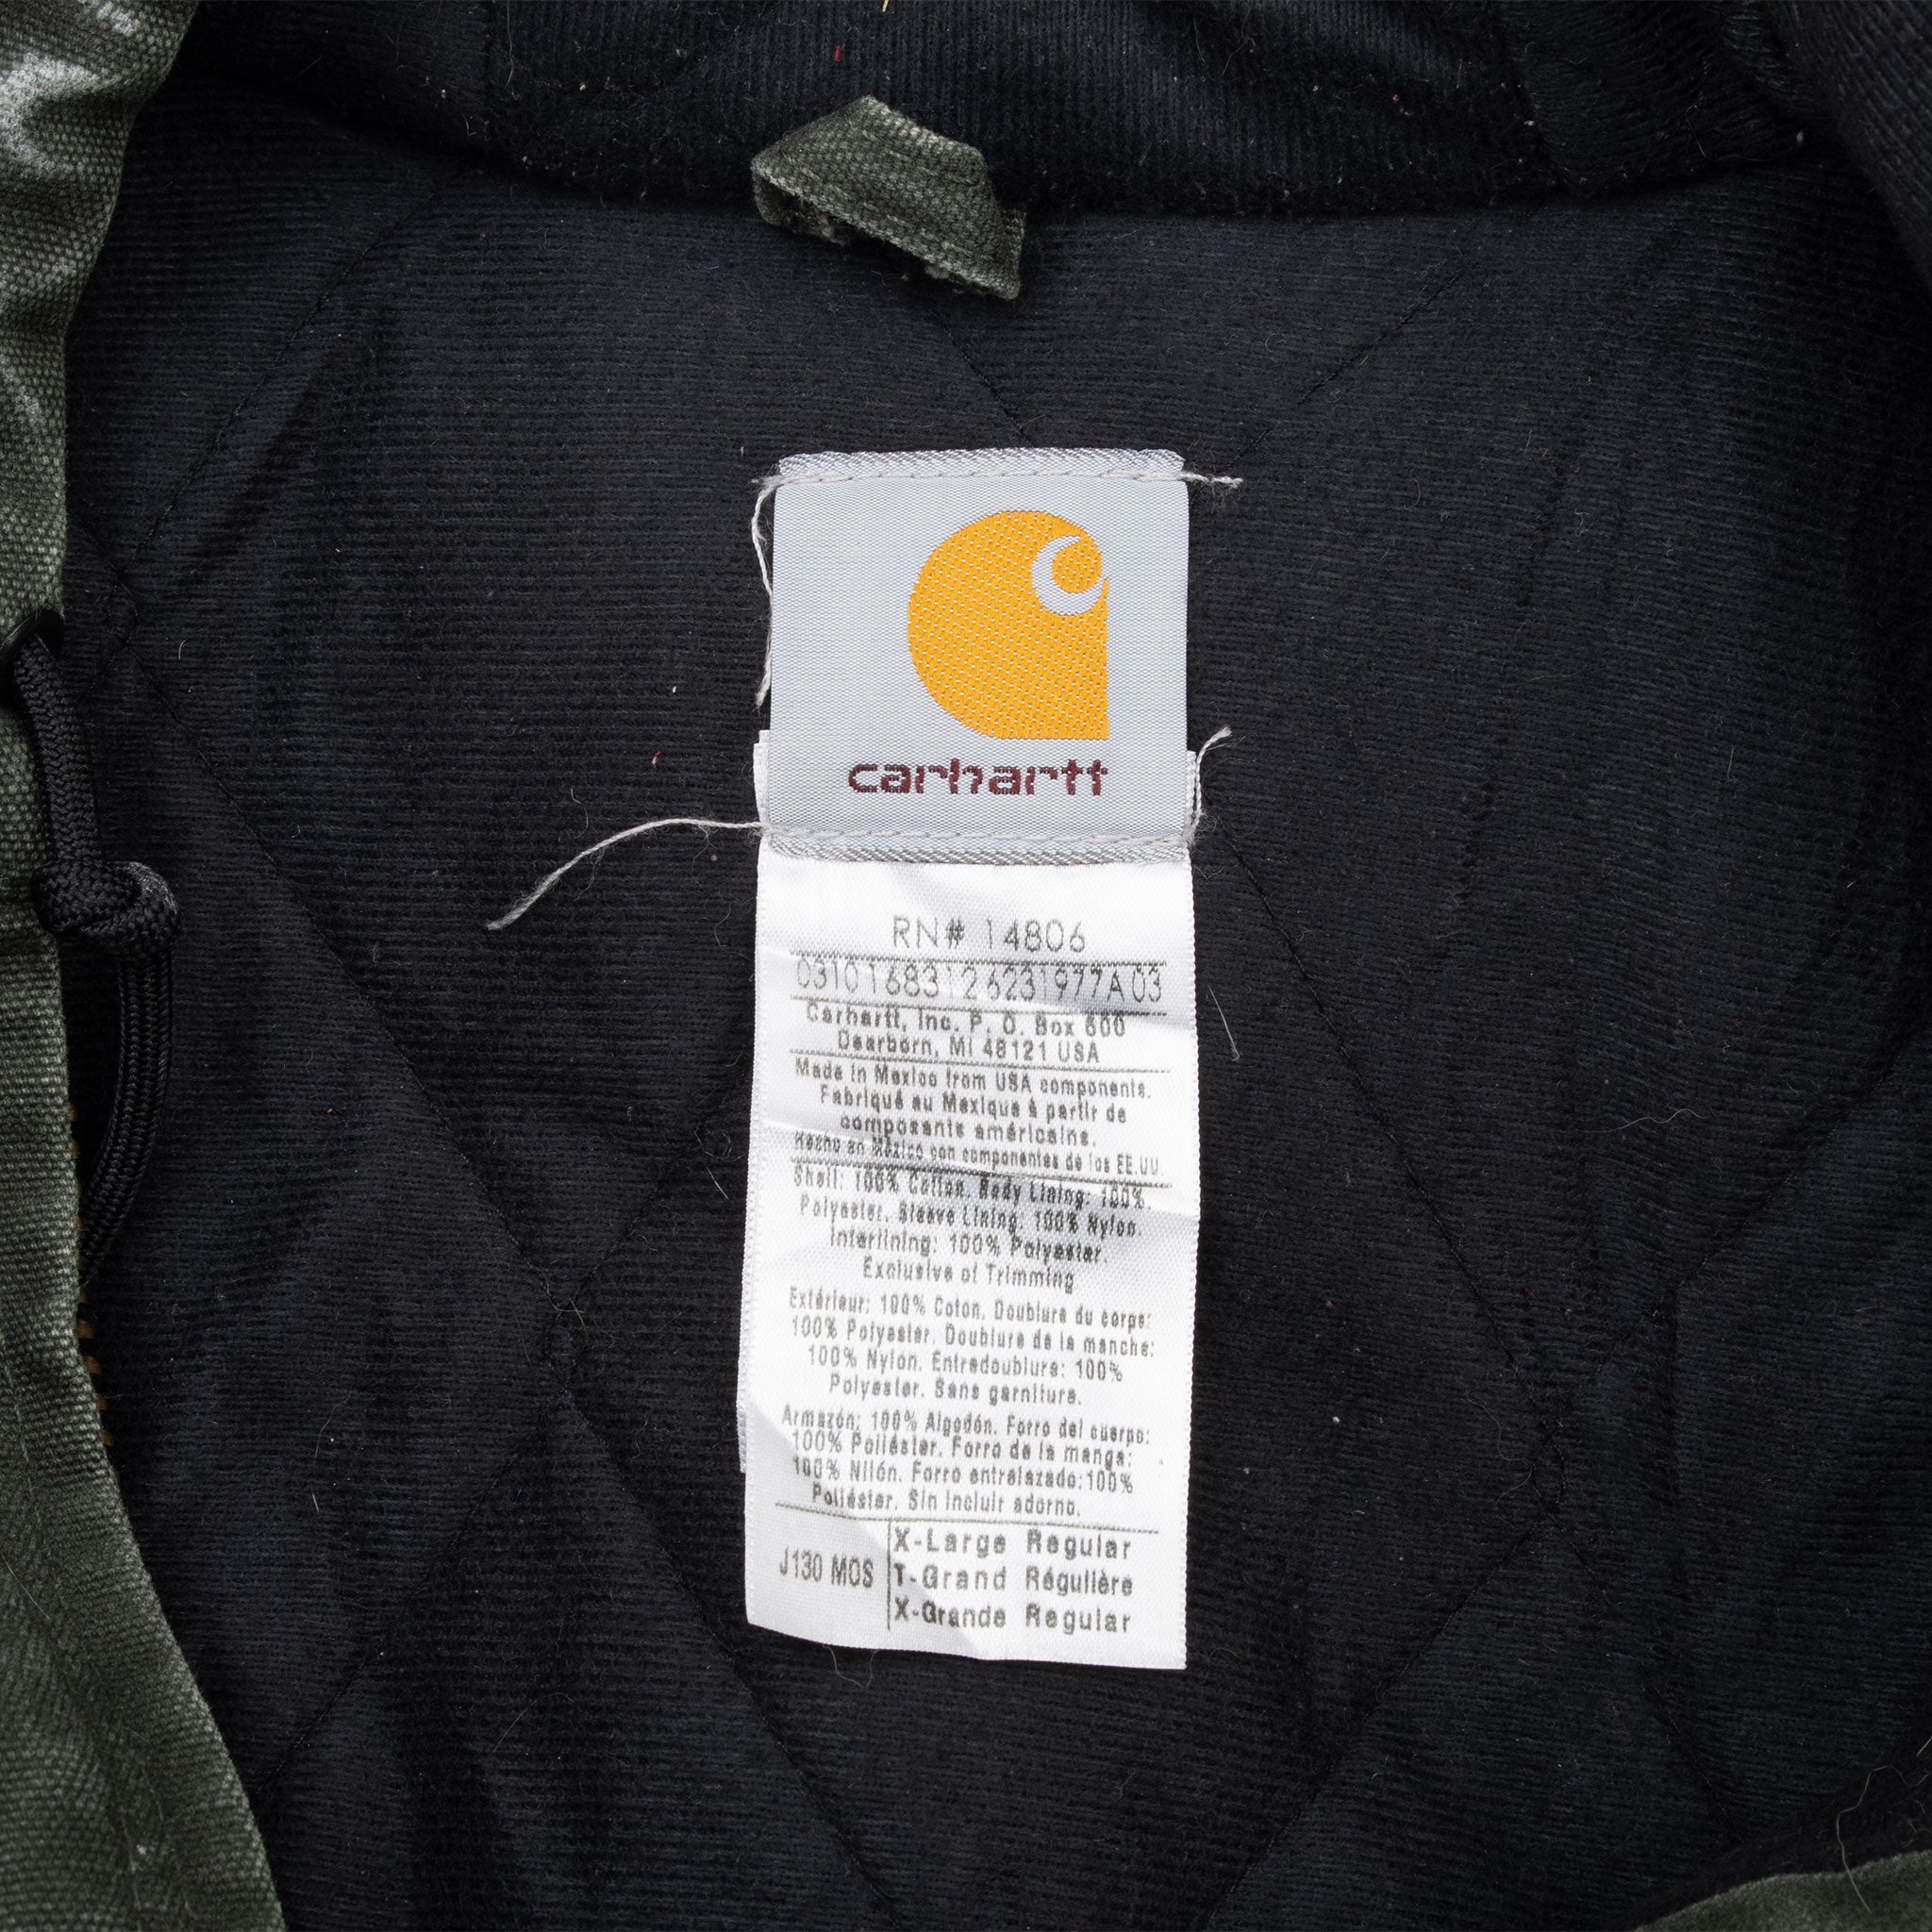 carhartt
RN# 14806
03101683126231977A03
Carhartt, Inc. P. O. Box 600
Dearborn, MI 48121 USA
Made in Mexico from USA components.
Fabriqué au Mexique à partir de
composants américains.
Hecho en México con componentes de los EE.UU.
Shell: 100% Cotton. Body Lining: 100%
Polyester. Sleeve Lining: 100% Nylon.
Interlining: 100% Polyester.
Exclusive of Trimming
Extérieur: 100% Coton. Doublure du corps:
100% Polyester. Doublure de la manche:
100% Nylon. Entredoublure: 100%
Polyester. Sans garniture.
Armazón: 100% Algodón. Forro del cuerpo:
100% Poliéster. Forro de la manga:
100% Nilón. Forro entrelazado:100%
Poliéster. Sin incluir adorno.
J130 MOS
X-Large Regular
T-Grand Régulière
X-Grande Regular